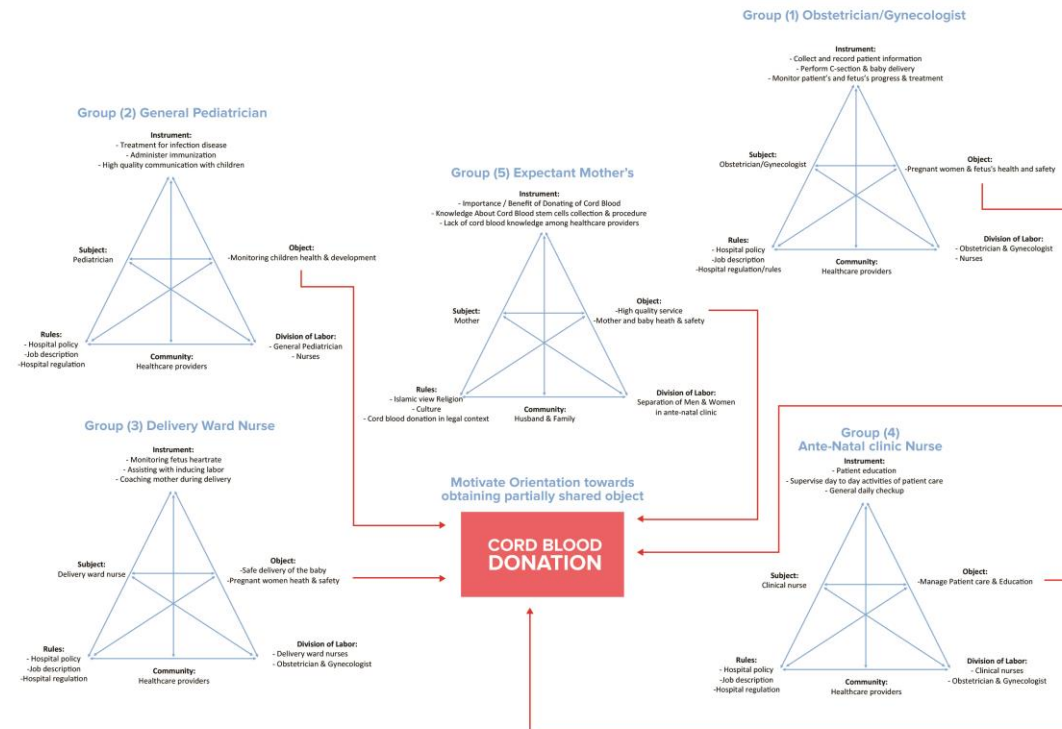 Group (1) Obstetrician/Gynecologist
Instrument:
- Collect and record patient information
- Perform C-section & baby delivery
- Monitor patient's and fetus's progress & treatment
Subject:
Obstetrician/Gynecologist
Object:
-Pregnant women & fetus's health and safety
Rules:
- Hospital policy
- Job description
-Hospital regulation/rules
Community:
Healthcare providers
Division of Labor:
- Obstetrician & Gynecologist
- Nurses
Group (2) General Pediatrician
Instrument:
- Treatment for infection disease
- Administer immunization
- High quality communication with children
Subject:
Pediatrician
Object:
-Monitoring children health & development
Rules:
- Hospital policy
-Job description
-Hospital regulation
Community:
Healthcare providers
Division of Labor:
- General Pediatrician
- Nurses
Group (5) Expectant Mother's
Instrument:
- Importance / Benefit of Donating of Cord Blood
- Knowledge About Cord Blood stem cells collection & procedure
- Lack of cord blood knowledge among healthcare providers
Subject:
Mother
Object:
-High quality service
-Mother and baby heath & safety
Rules:
- Islamic view Religion
- Culture
- Cord blood donation in legal context
Community:
Husband & Family
Division of Labor:
Separation of Men & Women
in ante-natal clinic
Group (3) Delivery Ward Nurse
Instrument:
- Monitoring fetus heartrate
- Assisting with inducing labor
- Coaching mother during delivery
Subject:
Delivery ward nurse
Object:
-Safe delivery of the baby
-Pregnant women heath & safety
Rules:
- Hospital policy
-Job description
-Hospital regulation
Community:
Healthcare providers
Division of Labor:
- Delivery ward nurses
- Obstetrician & Gynecologist
Motivate Orientation towards
obtaining partially shared object
CORD BLOOD
DONATION
Group (4)
Ante-Natal clinic Nurse
Instrument:
- Patient education
- Supervise day to day activities of patient care
- General daily checkup
Subject:
Clinical nurse
Object:
-Manage Patient care & Education
Rules:
- Hospital policy
-Job description
-Hospital regulation
Community:
Healthcare providers
Division of Labor:
- Clinical nurses
- Obstetrician & Gynecologist